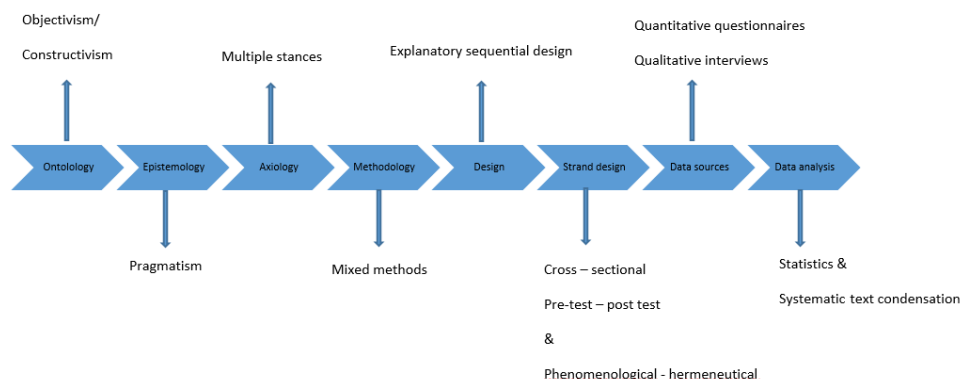 Objectivism/
Constructivism
Multiple stances
Explanatory sequential design
Quantitative questionnaires
Qualitative interviews
Ontolology
Epistemology
Axiology
Methodology
Design
Strand design
Data sources
Data analysis
Pragmatism
Mixed methods
Cross – sectional
Pre-test – post test
&
Phenomenological - hermeneutical
Statistics &
Systematic text condensation